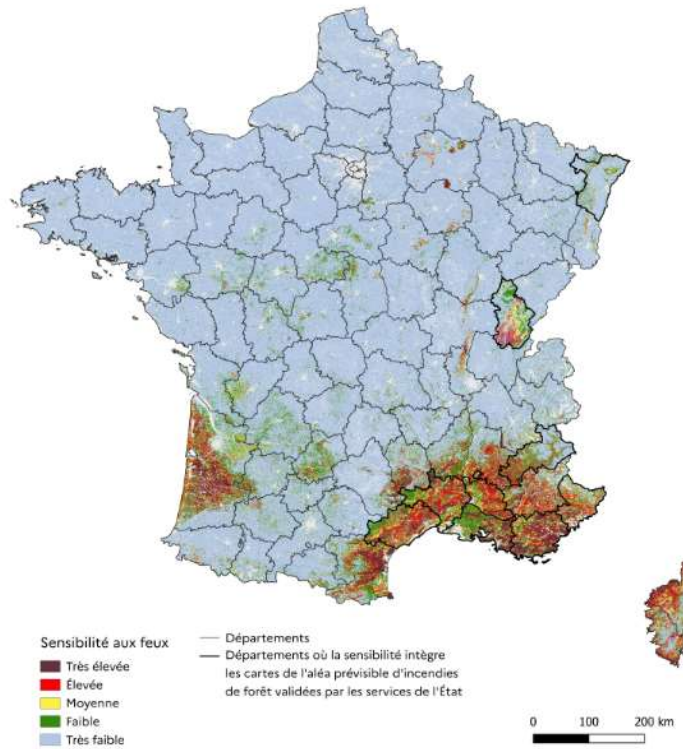 Sensibilité aux feux
Très élevée
Élevée
Moyenne
Faible
Très faible
Départements
Départements où la sensibilité intègre
les cartes de l'aléa prévisible d'incendies
de forêt validées par les services de l'État
0 100 200 km